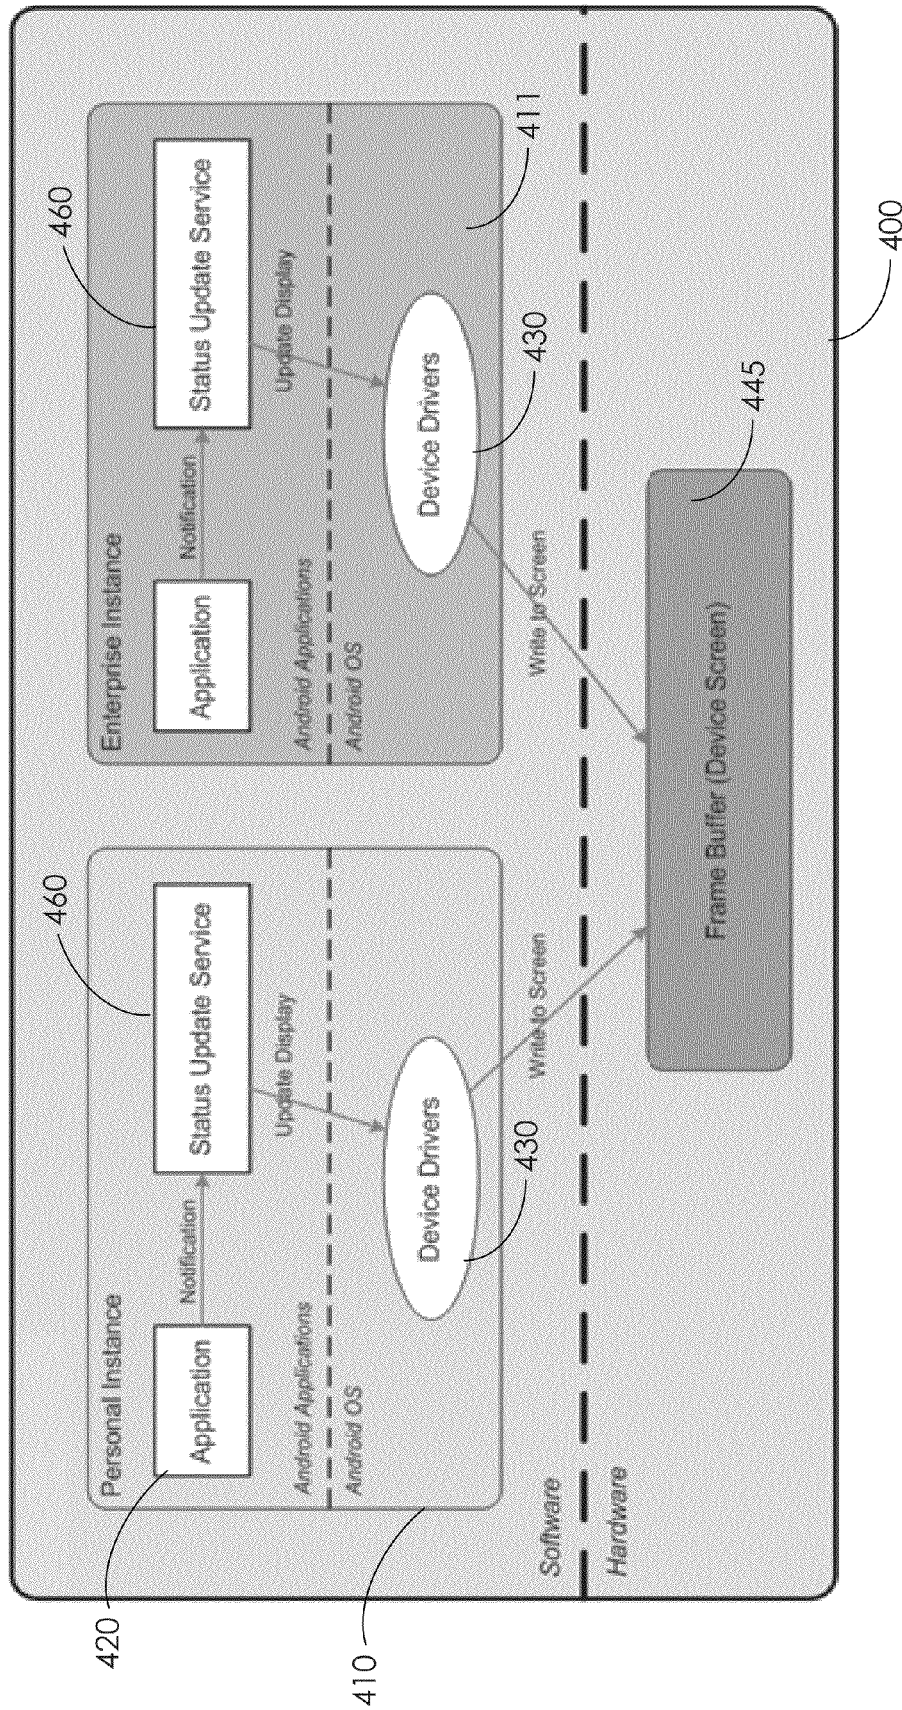 460
460
Personal Instance
Enterprise Instance
420
Application
Notification
Status Update Service
Application
Notification
Status Update Service
Update Display
Update Display
Android Applications
Android OS
Android Applications
Android OS
410
Device Drivers
430
Device Drivers
430
411
Write to Screen
Write to Screen
Software
Hardware
Frame Buffer (Device Screen)
445
400